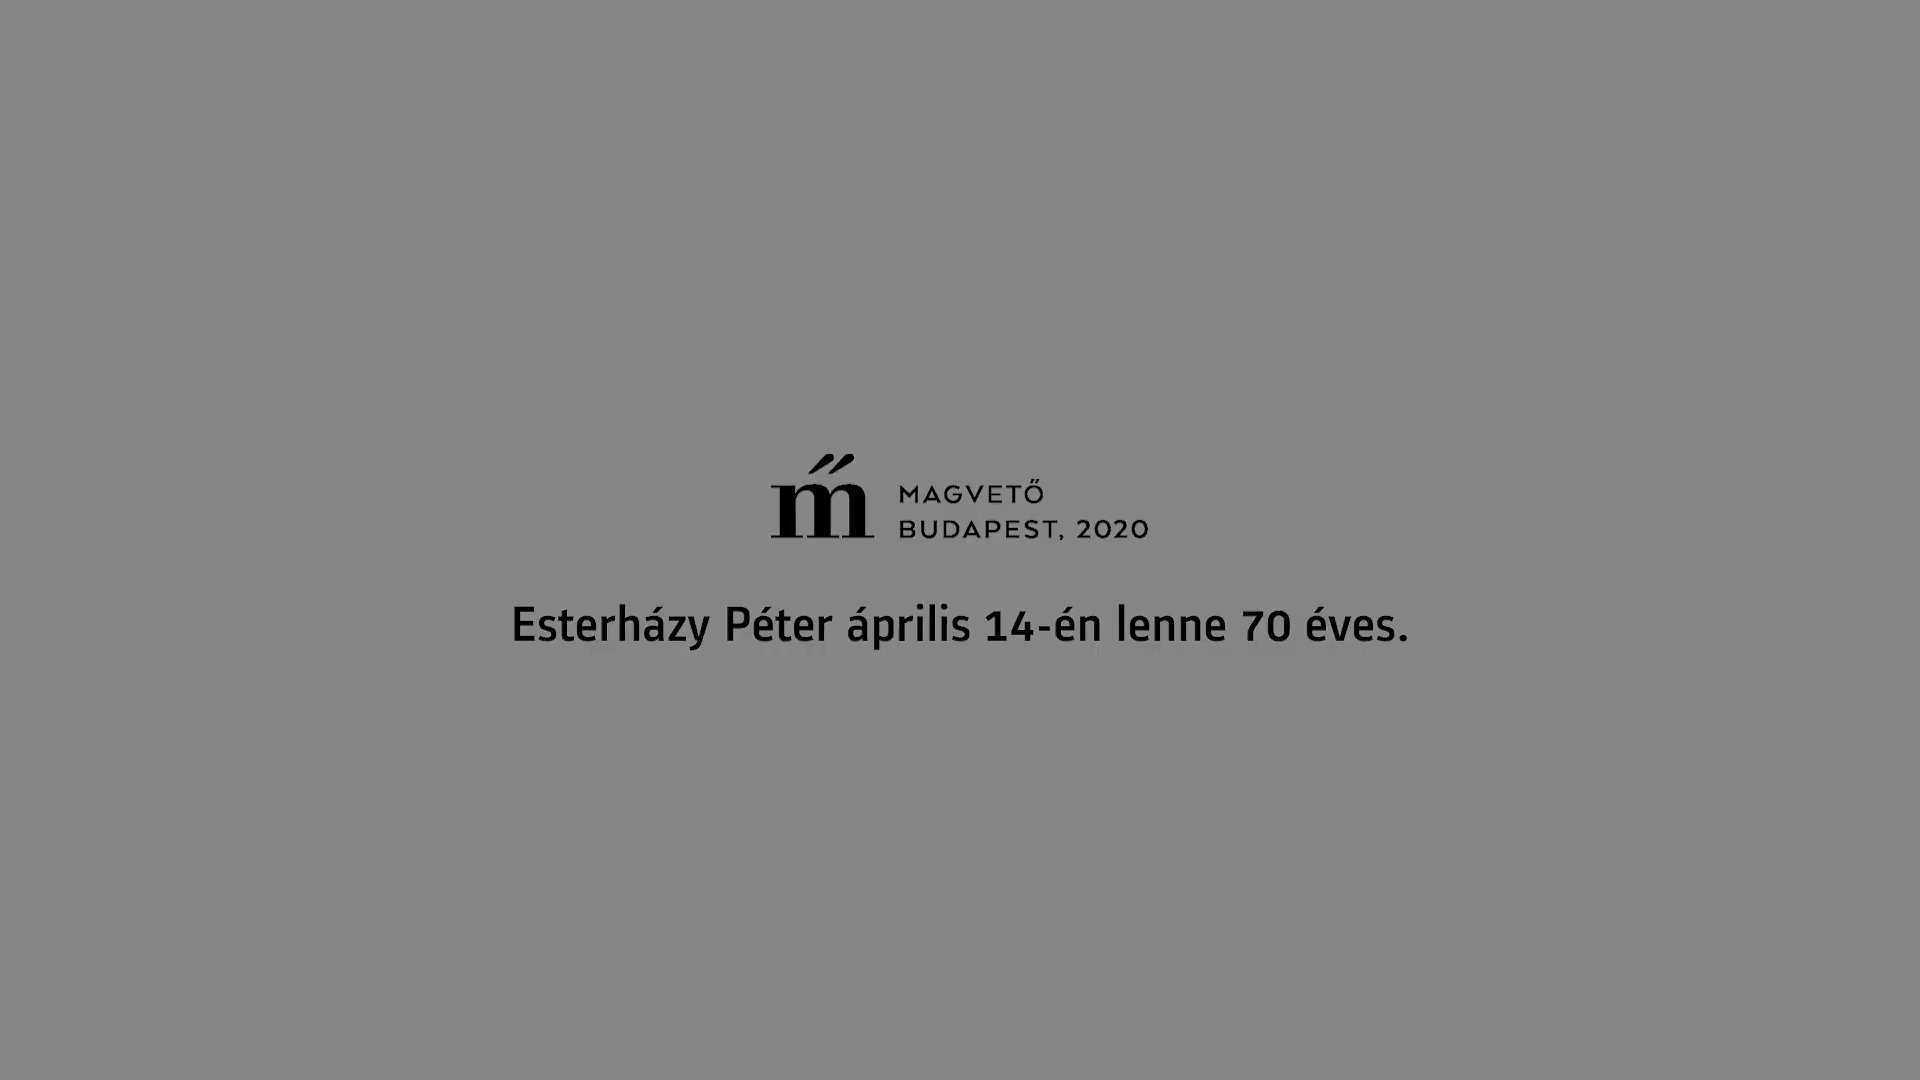 MAGVETŐ
BUDAPEST, 2020
Esterházy Péter április 14-én lenne 70 éves.